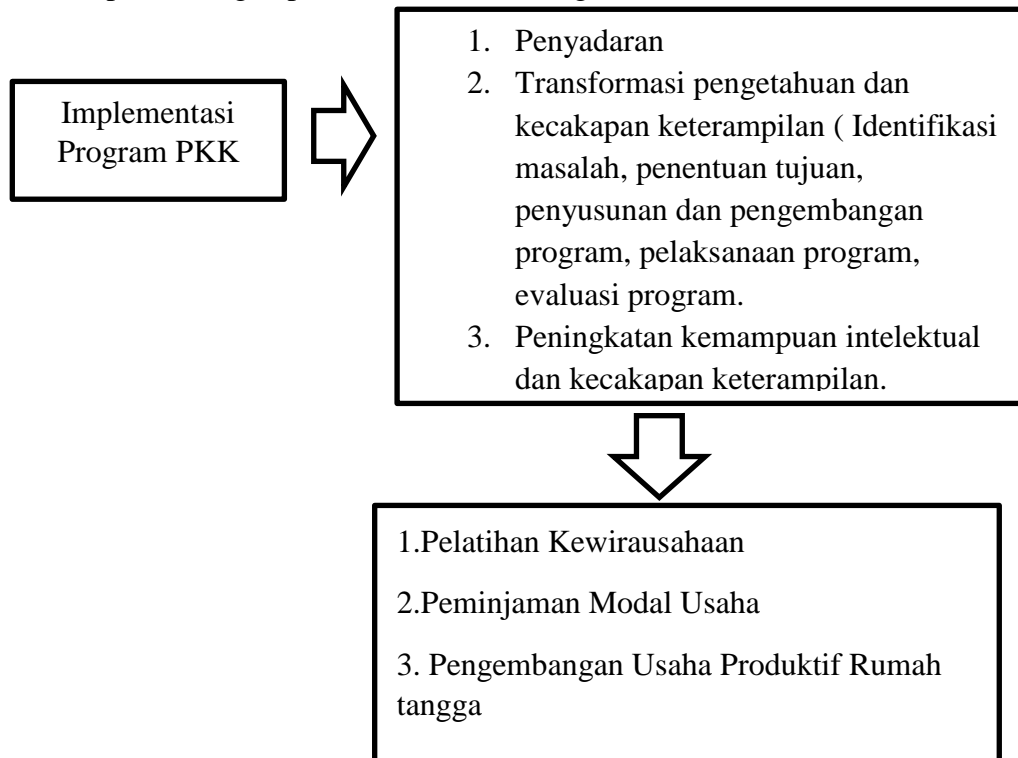 Implementasi
Program PKK
1. Penyadaran
2. Transformasi pengetahuan dan
kecakapan keterampilan ( Identifikasi
masalah, penentuan tujuan,
penyusunan dan pengembangan
program, pelaksanaan program,
evaluasi program.
3. Peningkatan kemampuan intelektual
dan kecakapan keterampilan.
1.Pelatihan Kewirausahaan
2.Peminjaman Modal Usaha
3. Pengembangan Usaha Produktif Rumah
tangga